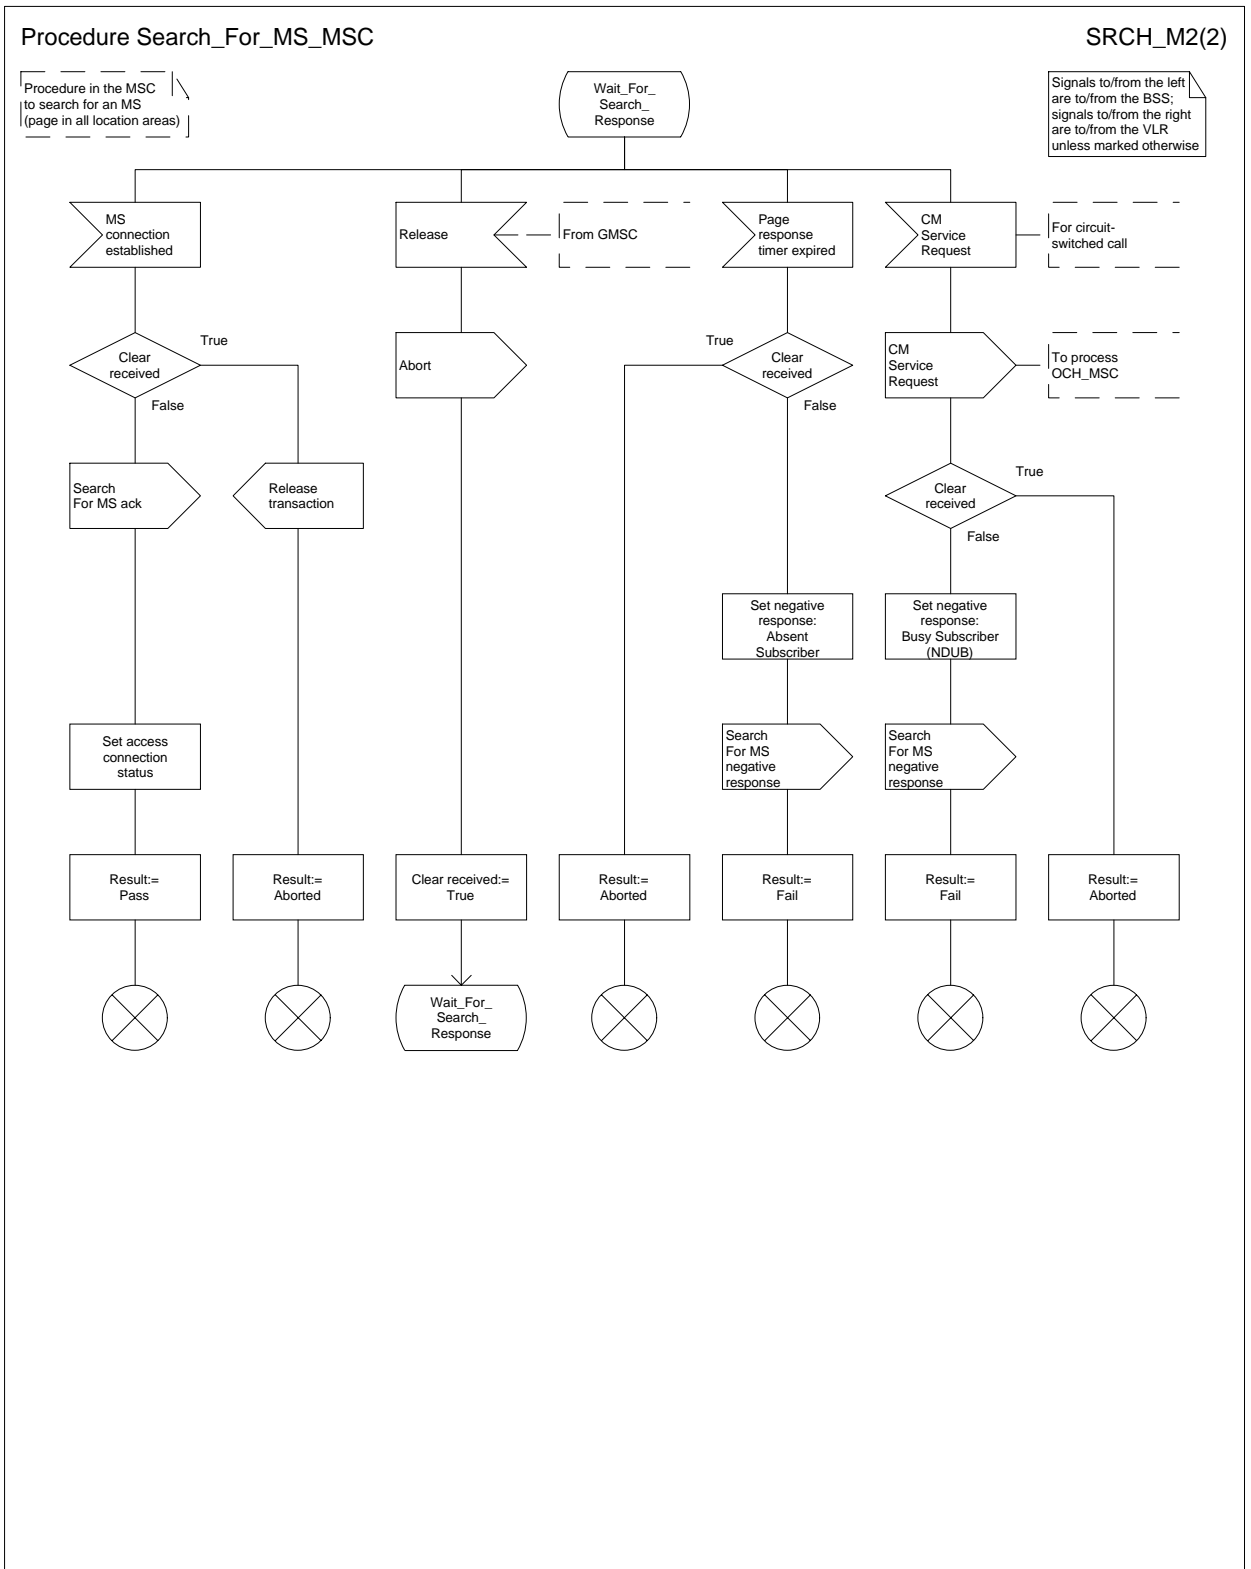 Procedure Search_For_MS_MSC
SRCH_M2(2)
Procedure in the MSC
to search for an MS
(page in all location areas)
Wait_For_
Search_
Response
Signals to/from the left
are to/from the BSS;
signals to/from the right
are to/from the VLR
unless marked otherwise
MS
connection
established
Release
From GMSC
Page
response
timer expired
CM
Service
Request
For circuit-
switched call
Clear
received
True
False
Abort
True
Clear
received
False
CM
Service
Request
To process
OCH_MSC
Search
For MS ack
Release
transaction
Clear
received
True
False
Set negative
response:
Absent
Subscriber
Set negative
response:
Busy Subscriber
(NDUB)
Set access
connection
status
Search
For MS
negative
response
Search
For MS
negative
response
Result:=
Pass
Result:=
Aborted
Clear received:=
True
Result:=
Aborted
Result:=
Fail
Result:=
Fail
Result:=
Aborted
Wait_For_
Search_
Response